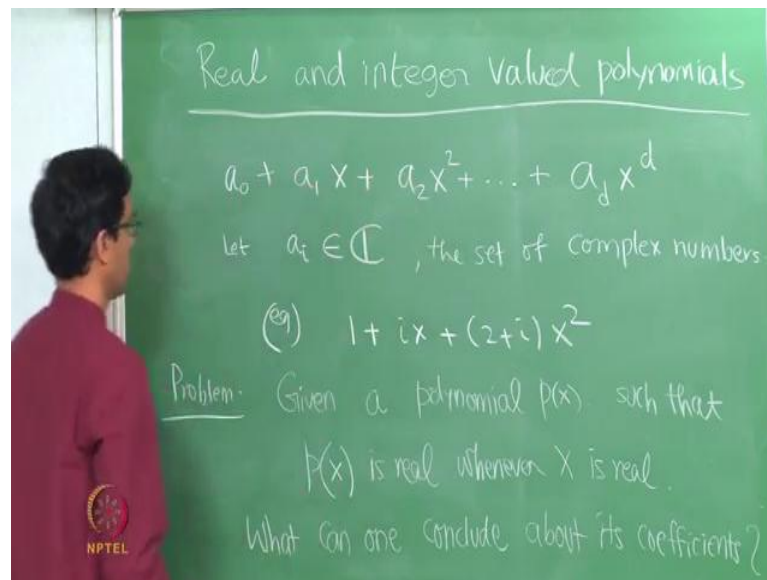 Real and integer valued polynomials
a₀ + a₁ x + a₂x² + ... + a_d x^d
Let aᵢ ∈ ℂ , the set of complex numbers.
(eg) 1 + ix + (2+i) x²
Problem. Given a polynomial p(x) such that
p(x) is real whenever x is real.
What can one conclude about its coefficients?
NPTEL